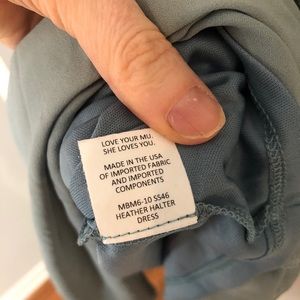 LOVE YOUR MU
SHE LOVES YOU.
MADE IN THE USA
OF IMPORTED FABRIC
AND IMPORTED
COMPONENTS
MBM6-10 SS46
HEATHER HALTER
DRESS